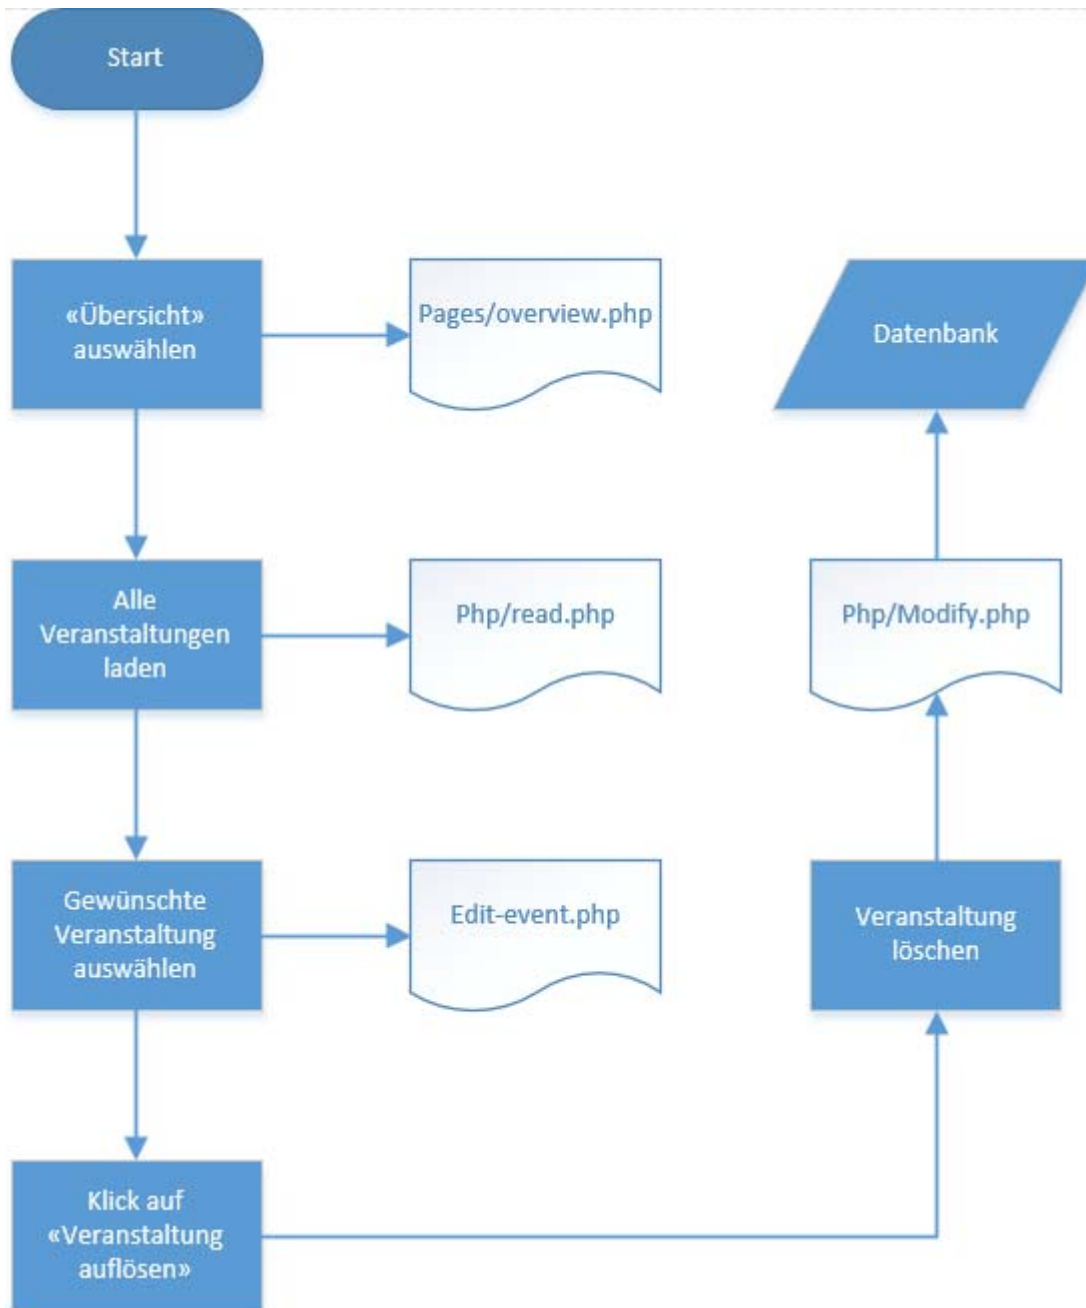 Start
«Übersicht»
auswählen
Pages/overview.php
Datenbank
Alle
Veranstaltungen
laden
Php/read.php
Php/Modify.php
Gewünschte
Veranstaltung
auswählen
Edit-event.php
Veranstaltung
löschen
Klick auf
«Veranstaltung
auflösen»